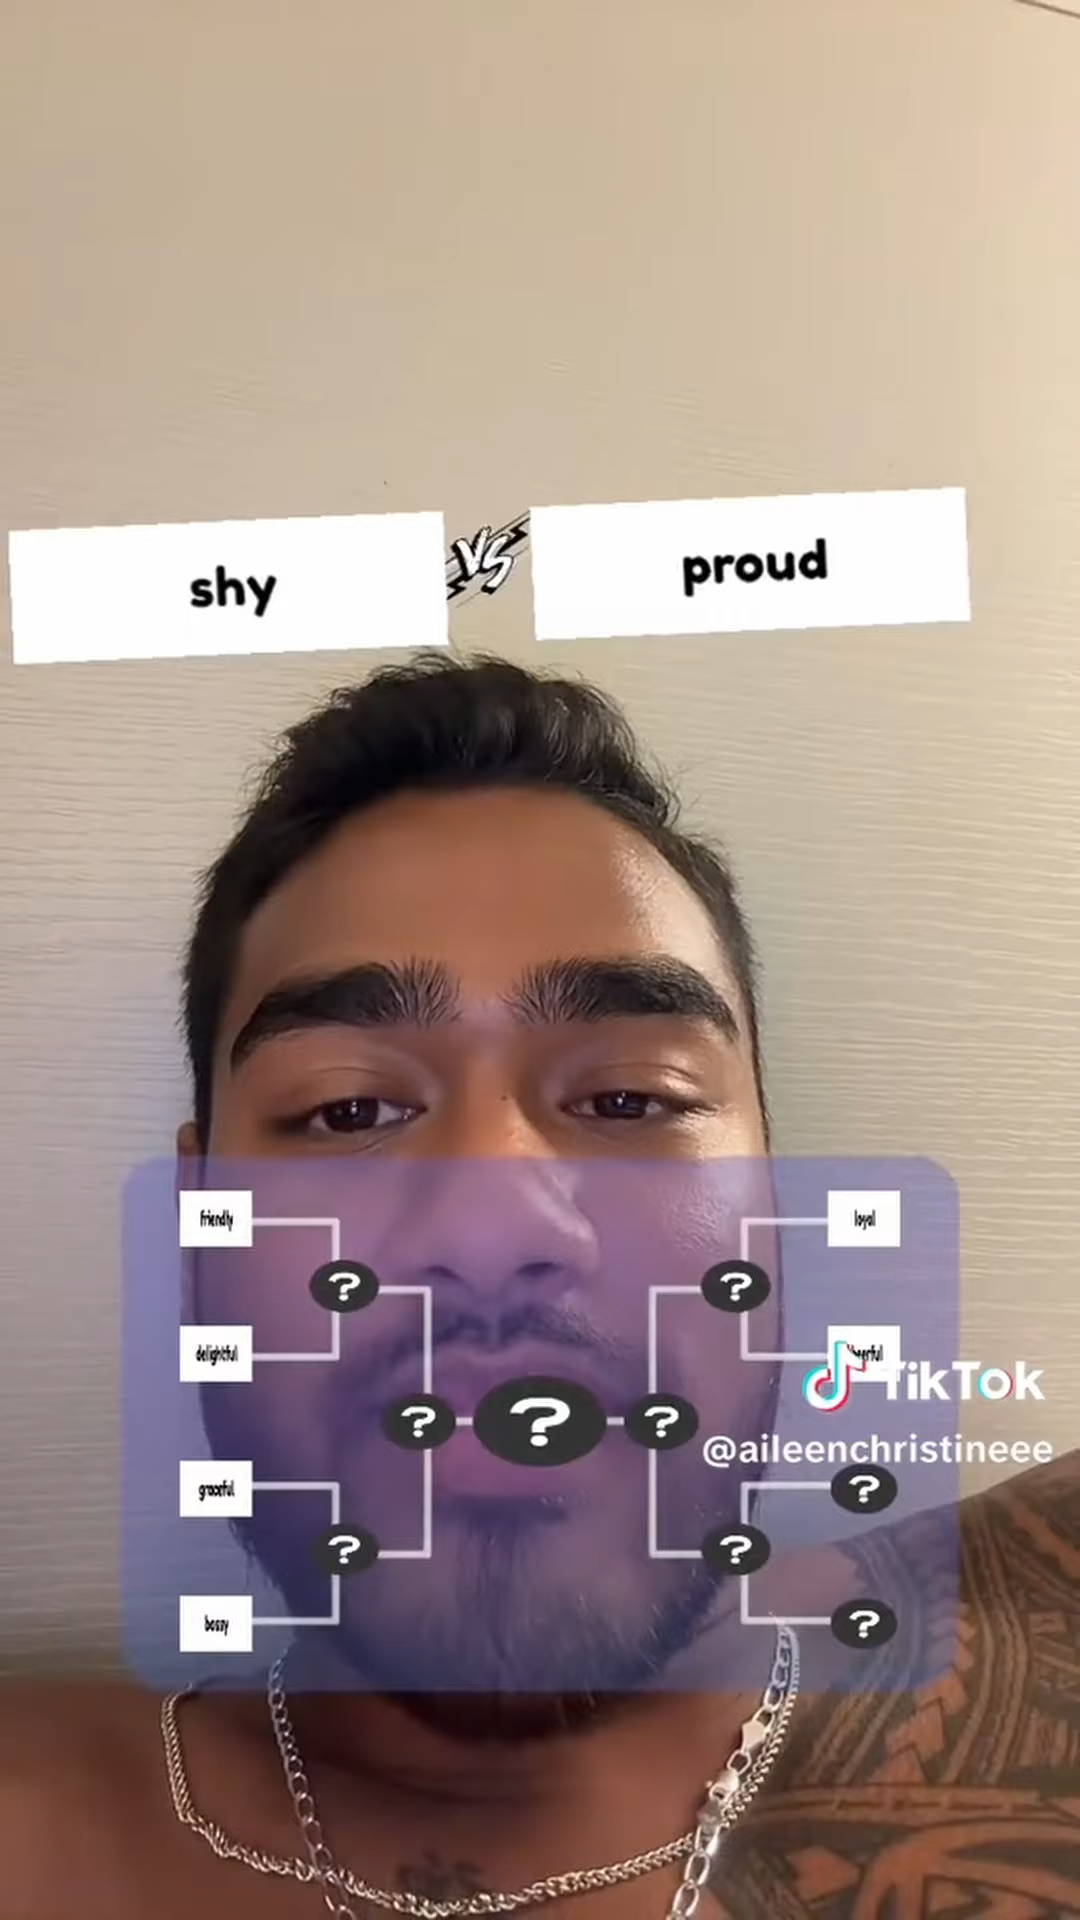 shy
VS
proud
friendly
loyal
?
?
delightful
TikTok
?
?
?
@aileenchristineee
graceful
?
?
?
bossy
?